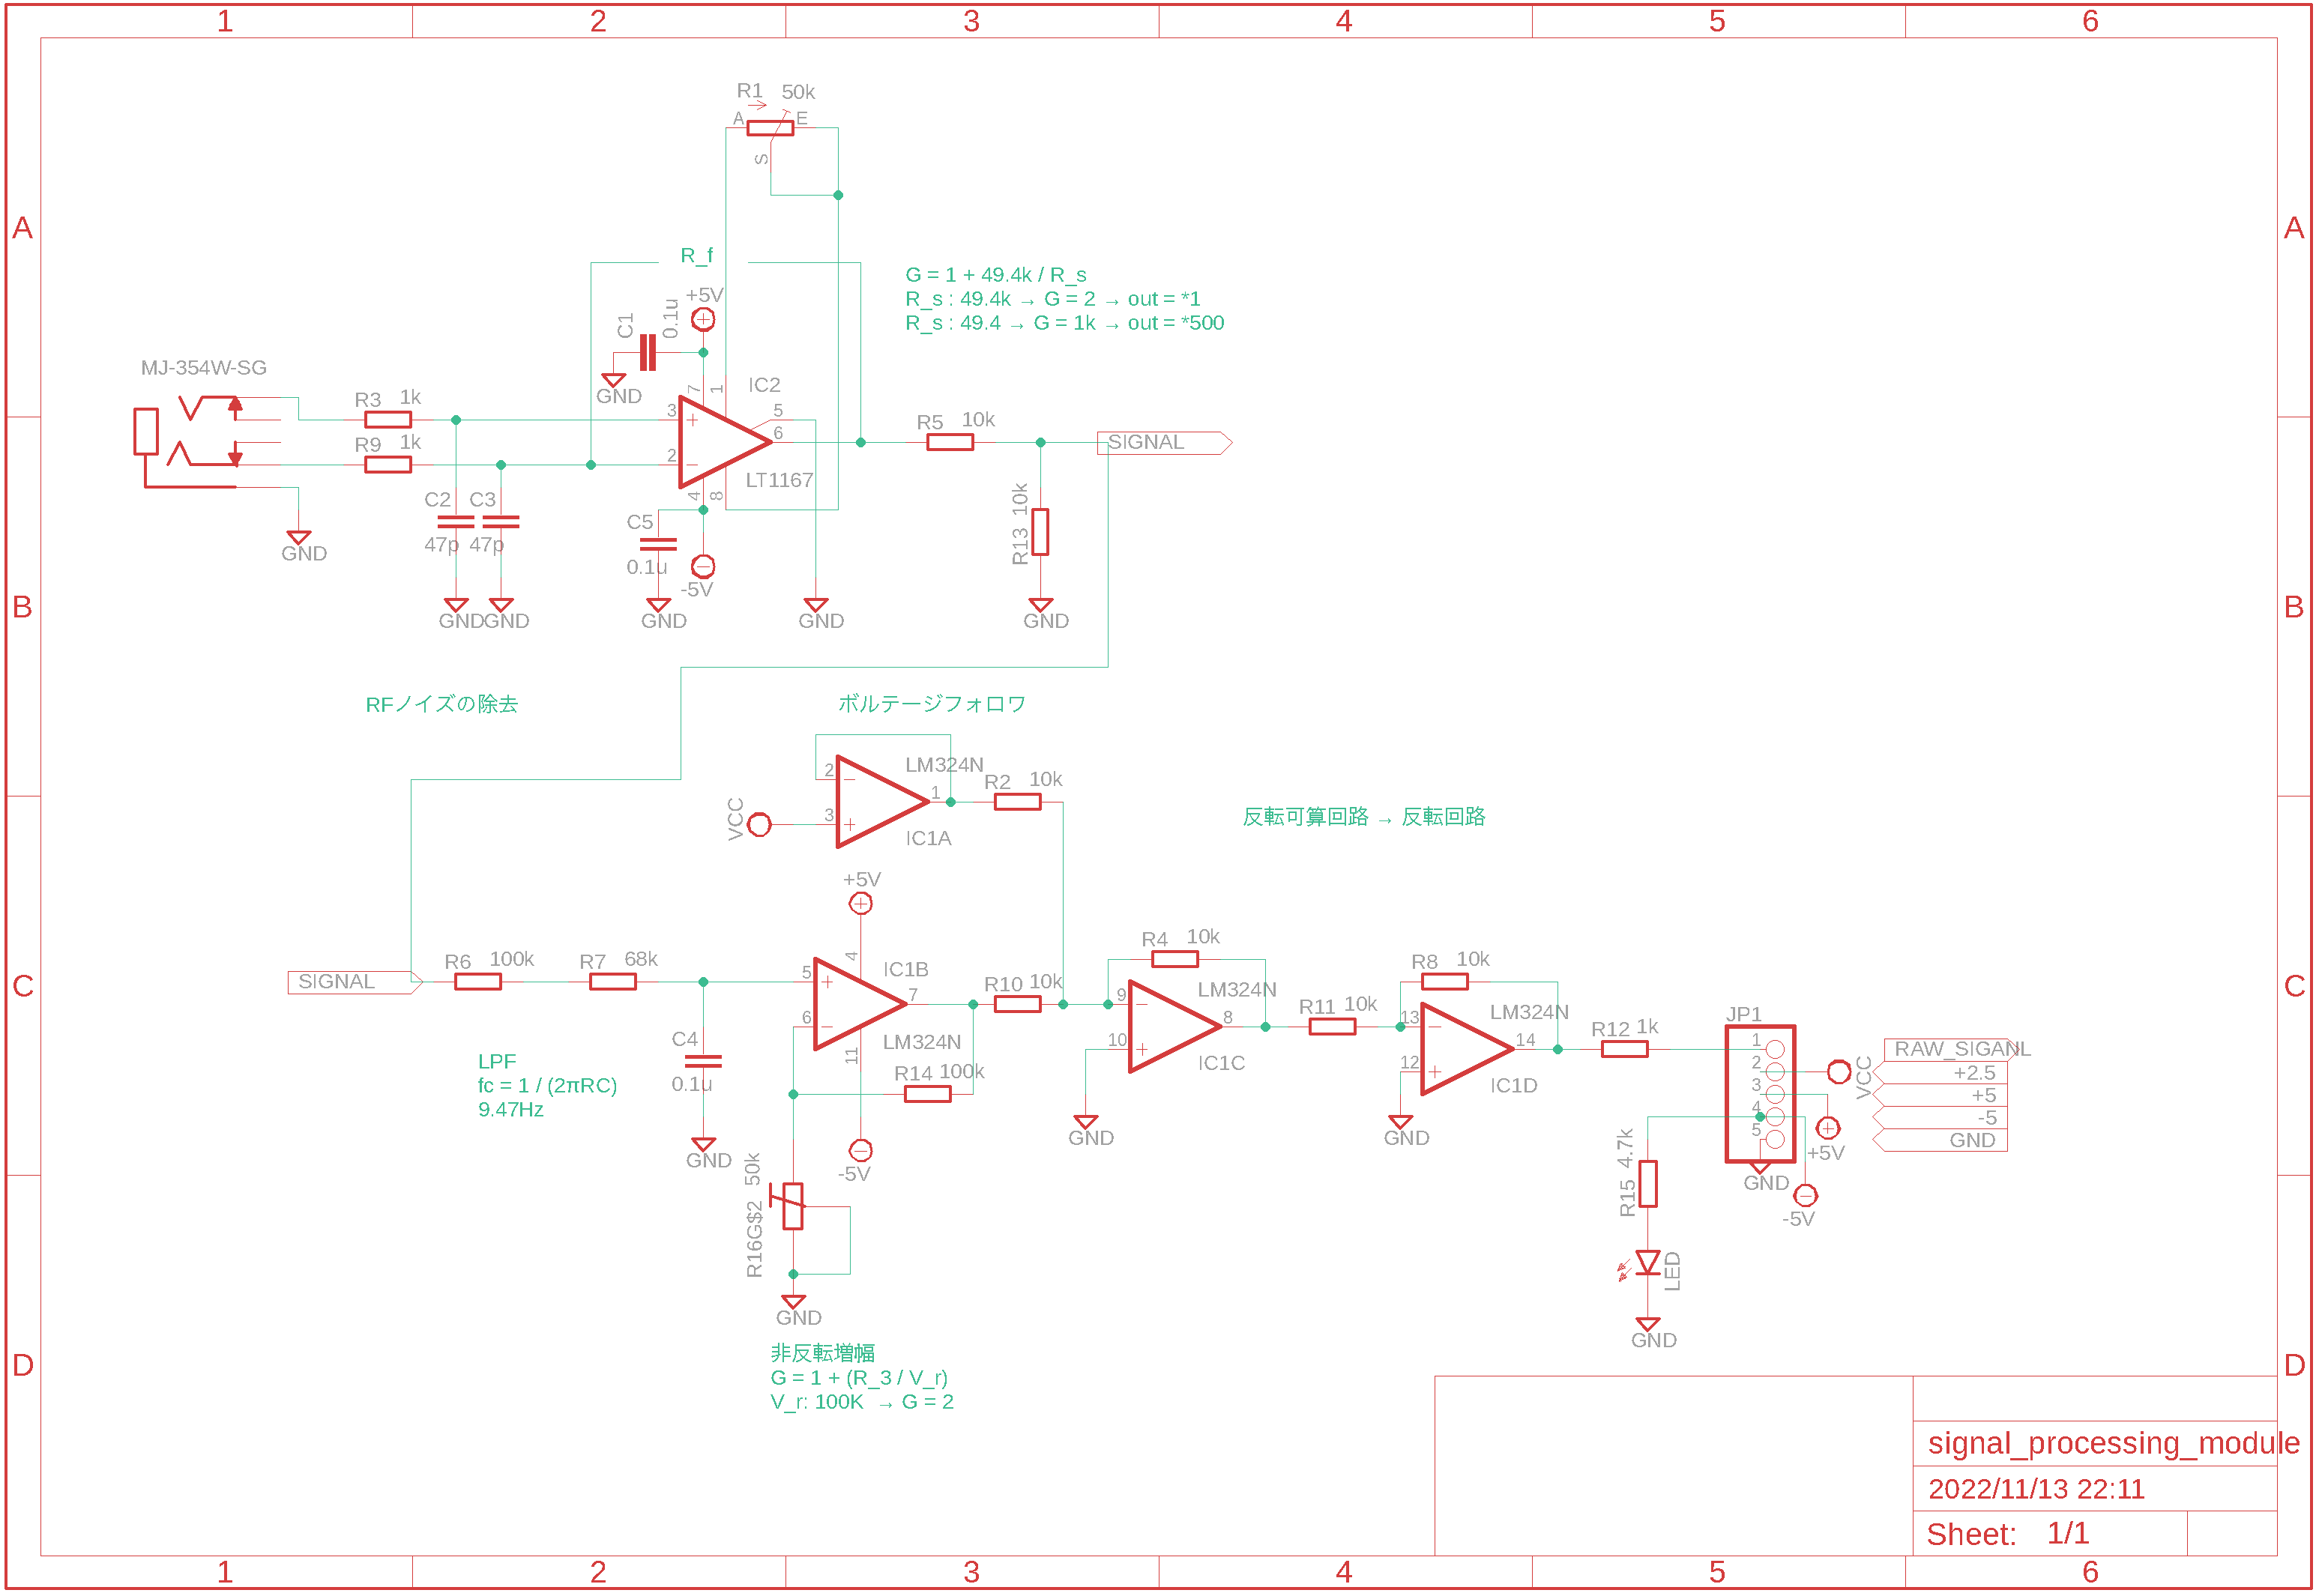 1 2 3 4 5 6
A A
B B
C C
D D
R1 50k
A E
S
R_f
G = 1 + 49.4k / R_s
R_s : 49.4k → G = 2 → out = *1
R_s : 49.4 → G = 1k → out = *500
+5V
C1
0.1u
GND
MJ-354W-SG
R3 1k
R9 1k
IC2
7 1
3 5
2 6
4 8
LT1167
R5 10k
SIGNAL
C2 C3
47p 47p
GND
C5
0.1u
-5V
R13 10k
GND GND GND GND GND
RFノイズの除去
ボルテージフォロワ
LM324N
2
3
1
VCC
IC1A
R2 10k
反転可算回路 → 反転回路
+5V
SIGNAL
R6 100k
R7 68k
C4
0.1u
GND
5
6
4
11
7
IC1B
LM324N
R10 10k
R14 100k
-5V
LPF
fc = 1 / (2πRC)
9.47Hz
R16G$2 50k
GND
非反転増幅
G = 1 + (R_3 / V_r)
V_r: 100K → G = 2
R4 10k
9
10
8
LM324N
IC1C
GND
R11 10k
R8 10k
13
12
14
LM324N
IC1D
GND
R12 1k
JP1
1
2
3
4
5
VCC
+5V
GND
-5V
RAW_SIGANL
+2.5
+5
-5
GND
R15 4.7k
LED
GND
signal_processing_module
2022/11/13 22:11
Sheet: 1/1
1 2 3 4 5 6